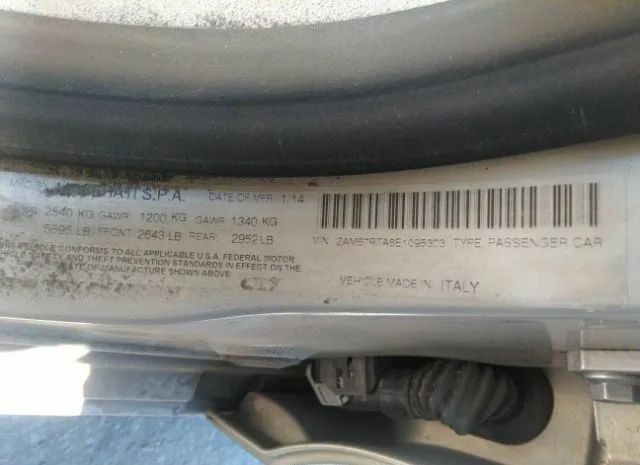 S.P.A. DATE OF MFR 1.14
2540 KG GAWR 1200 KG GAWR 1340 KG
5595 LB FRONT 2643 LB REAR 2952 LB
CONFORMS TO ALL APPLICABLE U.S.A. FEDERAL MOTOR
VEHICLE SAFETY AND THEFT PREVENTION STANDARDS IN EFFECT ON THE
DATE OF MANUFACTURE SHOWN ABOVE
VIN: ZAM57RTA8E1095303 TYPE: PASSENGER CAR
VEHICLE MADE IN ITALY